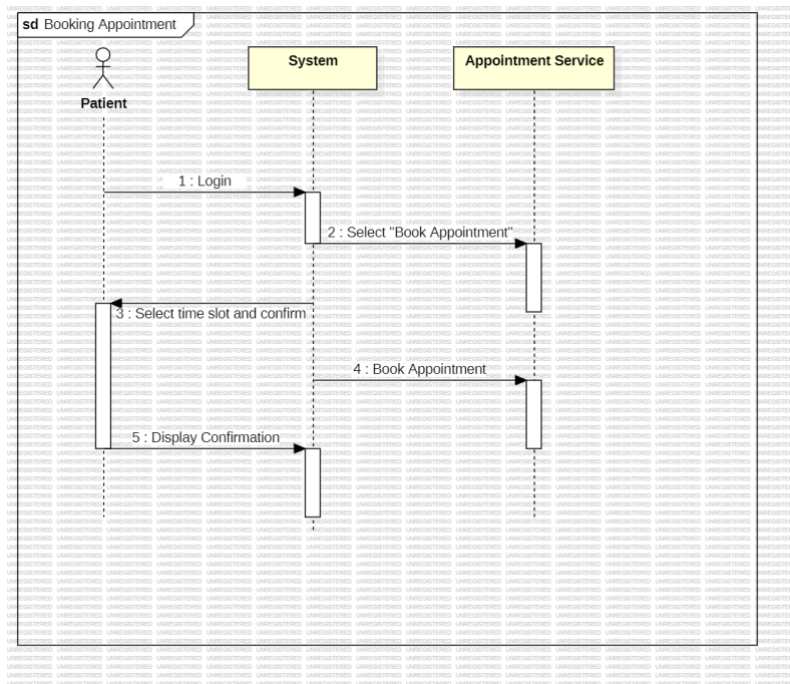 sd Booking Appointment
System
Appointment Service
Patient
1 : Login
2 : Select "Book Appointment"
3 : Select time slot and confirm
4 : Book Appointment
5 : Display Confirmation
UNREGISTERED